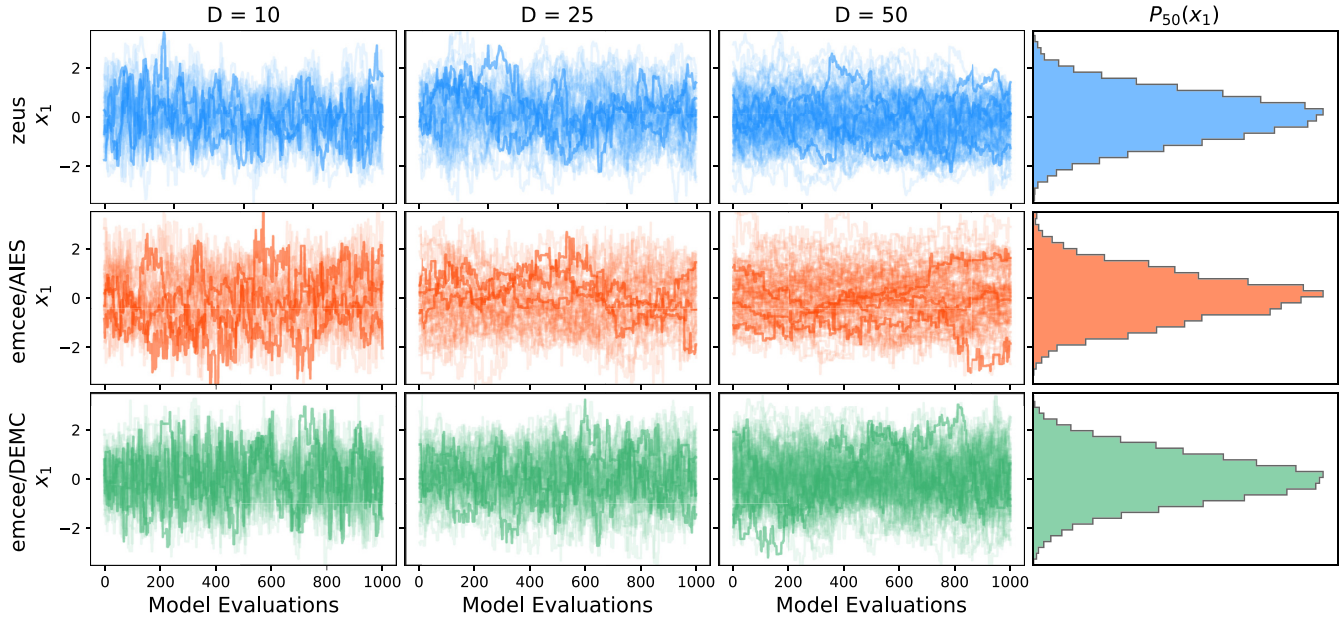 D = 10
D = 25
D = 50
P₅₀(x₁)
zeus
x₁
2
0
−2
emcee/AIES
x₁
2
0
−2
emcee/DEMC
x₁
2
0
−2
0 200 400 600 800 1000
0 200 400 600 800 1000
0 200 400 600 800 1000
Model Evaluations
Model Evaluations
Model Evaluations